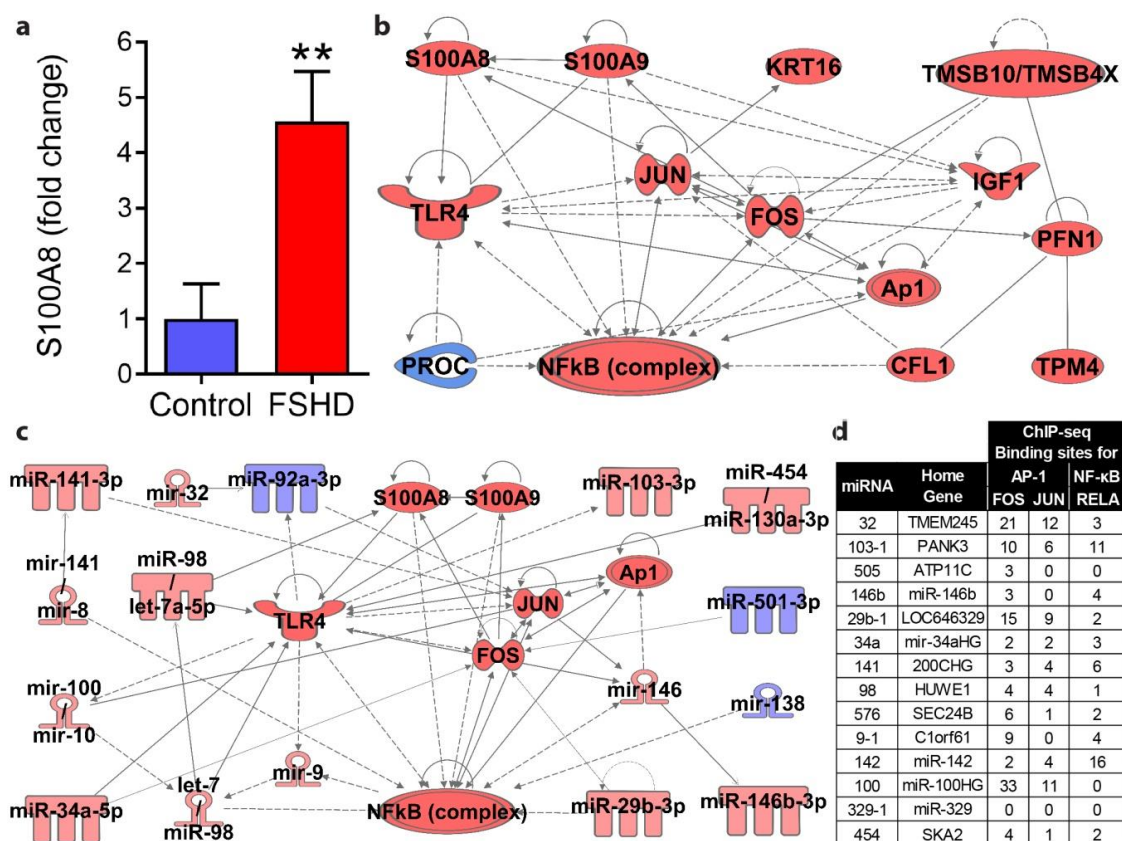 a
S100A8 (fold change)
6
5
4
3
2
1
0
**
Control FSHD
b
S100A8
S100A9
KRT16
TMSB10/TMSB4X
JUN
IGF1
TLR4
FOS
PFN1
Ap1
PROC
NFkB (complex)
CFL1
TPM4
c
miR-141-3p
mir-32
miR-92a-3p
S100A8
S100A9
miR-103-3p
miR-454
miR-130a-3p
mir-141
mir-8
miR-98
let-7a-5p
TLR4
JUN
Ap1
miR-501-3p
FOS
mir-100
mir-10
mir-146
mir-138
mir-9
let-7
miR-98
miR-34a-5p
NFkB (complex)
miR-29b-3p
miR-146b-3p
d
ChIP-seq
Binding sites for
miRNA Home Gene AP-1 NF-κB
FOS JUN RELA
32 TMEM245 21 12 3
103-1 PANK3 10 6 11
505 ATP11C 3 0 0
146b miR-146b 3 0 4
29b-1 LOC646329 15 9 2
34a mir-34aHG 2 2 3
141 200CHG 3 4 6
98 HUWE1 4 4 1
576 SEC24B 6 1 2
9-1 C1orf61 9 0 4
142 miR-142 2 4 16
100 miR-100HG 33 11 0
329-1 miR-329 0 0 0
454 SKA2 4 1 2